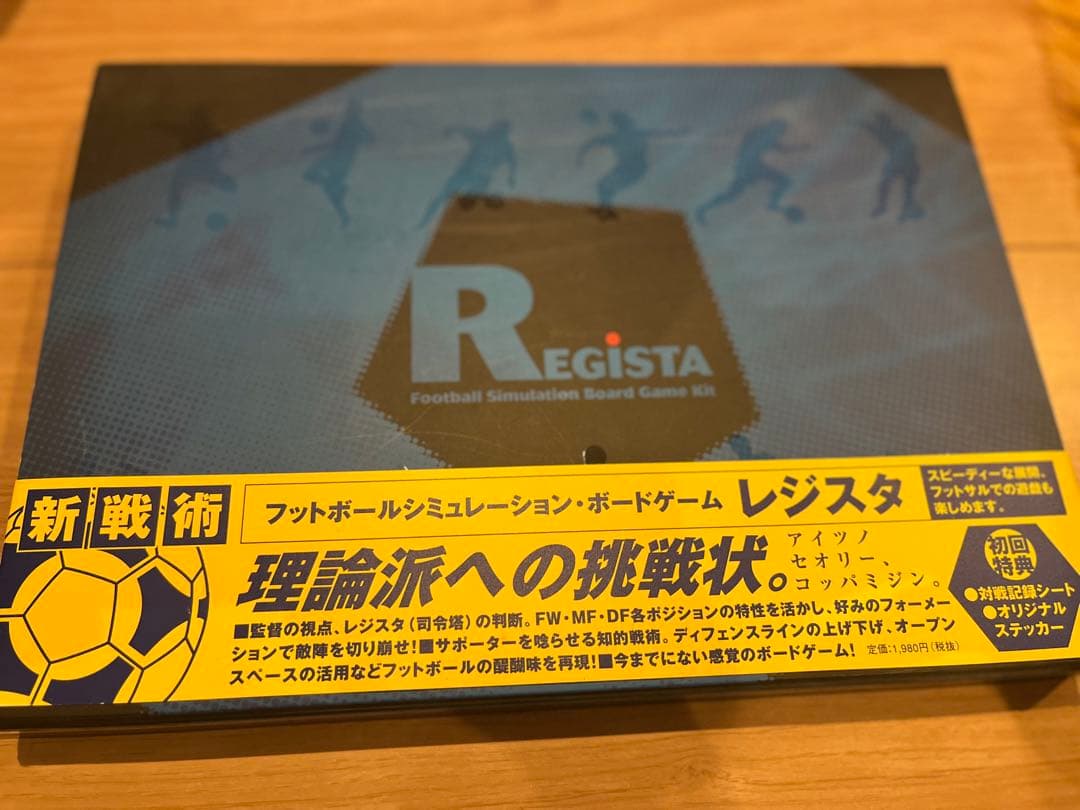 REGiSTA
Football Simulation Board Game Kit
新戦術
フットボールシミュレーション・ボードゲーム レジスタ
スピーディーな展開、
フットサルでの遊戯も
楽しめます。
理論派への挑戦状。
アイツノ
セオリー、
コッパミジン。
初回
特典
●対戦記録シート
●オリジナル
ステッカー
■監督の視点、レジスタ(司令塔)の判断。FW・MF・DF各ポジションの特性を活かし、好みのフォーメー
ションで敵陣を切り崩せ!■サポーターを唸らせる知的戦術。ディフェンスラインの上げ下げ、オープン
スペースの活用などフットボールの醍醐味を再現!■今までにない感覚のボードゲーム! 定価:1,980円(税抜)